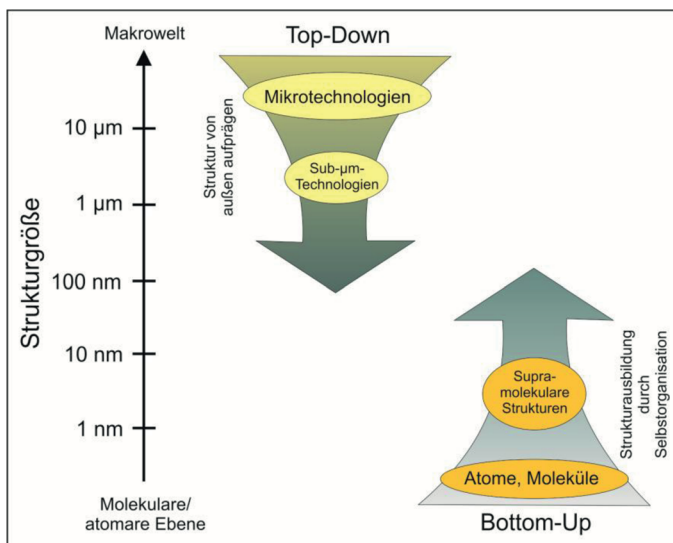 Makrowelt
10 µm
1 µm
100 nm
10 nm
1 nm
Molekulare/
atomare Ebene
Strukturgröße
Top-Down
Mikrotechnologien
Sub-µm-
Technologien
Struktur von
außen aufprägen
Supra-
molekulare
Strukturen
Atome, Moleküle
Bottom-Up
Strukturausbildung
durch
Selbstorganisation